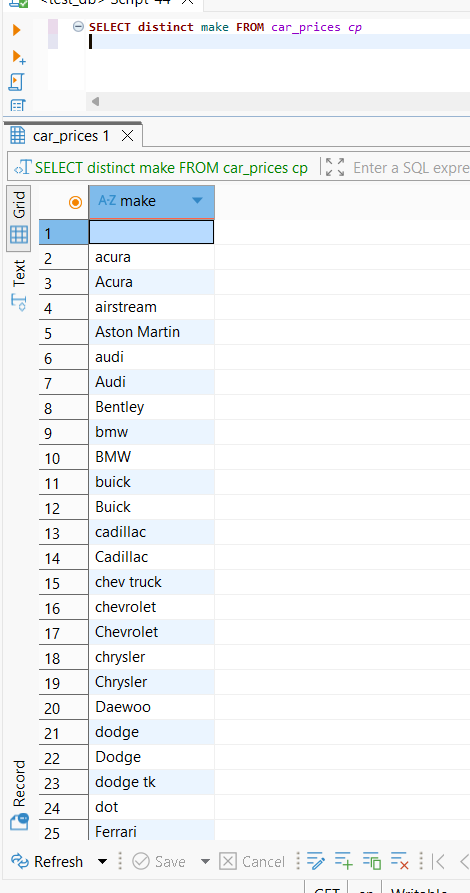 <test_db> Script-44
SELECT distinct make FROM car_prices cp
car_prices 1
SELECT distinct make FROM car_prices cp
Enter a SQL expre
Grid
Text
Record
A-Z make
1
2 acura
3 Acura
4 airstream
5 Aston Martin
6 audi
7 Audi
8 Bentley
9 bmw
10 BMW
11 buick
12 Buick
13 cadillac
14 Cadillac
15 chev truck
16 chevrolet
17 Chevrolet
18 chrysler
19 Chrysler
20 Daewoo
21 dodge
22 Dodge
23 dodge tk
24 dot
25 Ferrari
Refresh Save Cancel